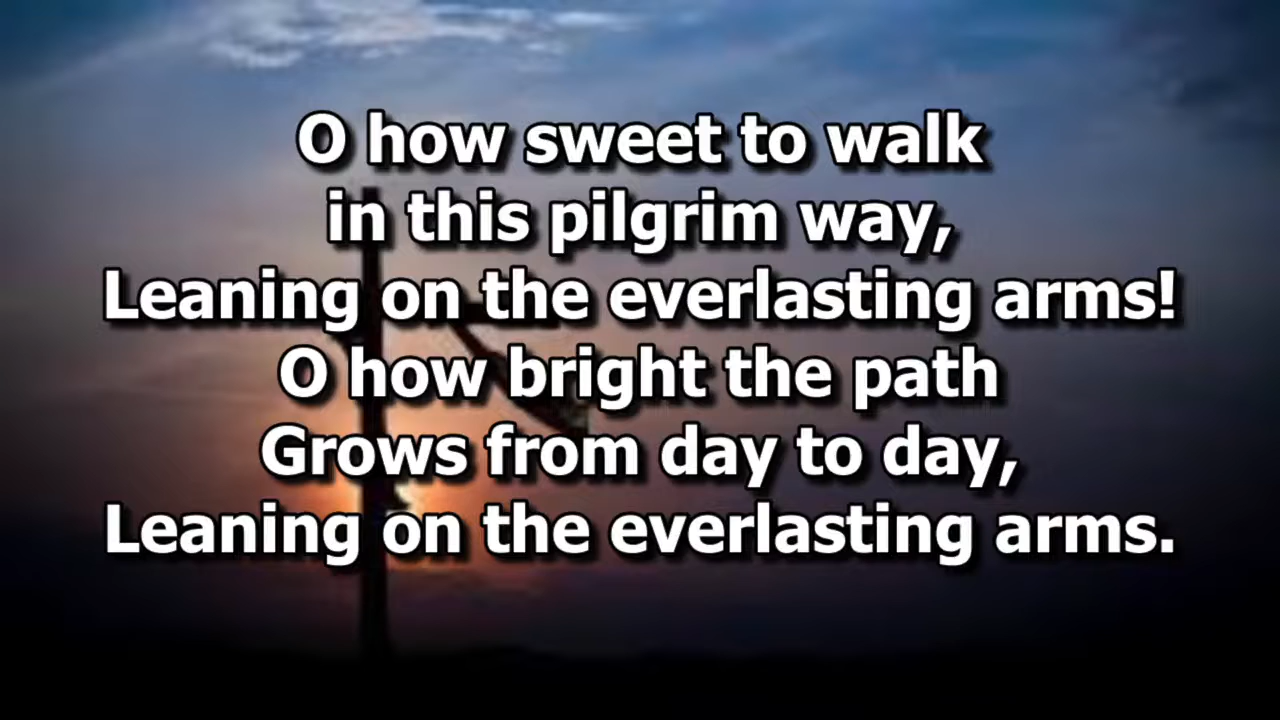 O how sweet to walk
in this pilgrim way,
Leaning on the everlasting arms!
O how bright the path
Grows from day to day,
Leaning on the everlasting arms.